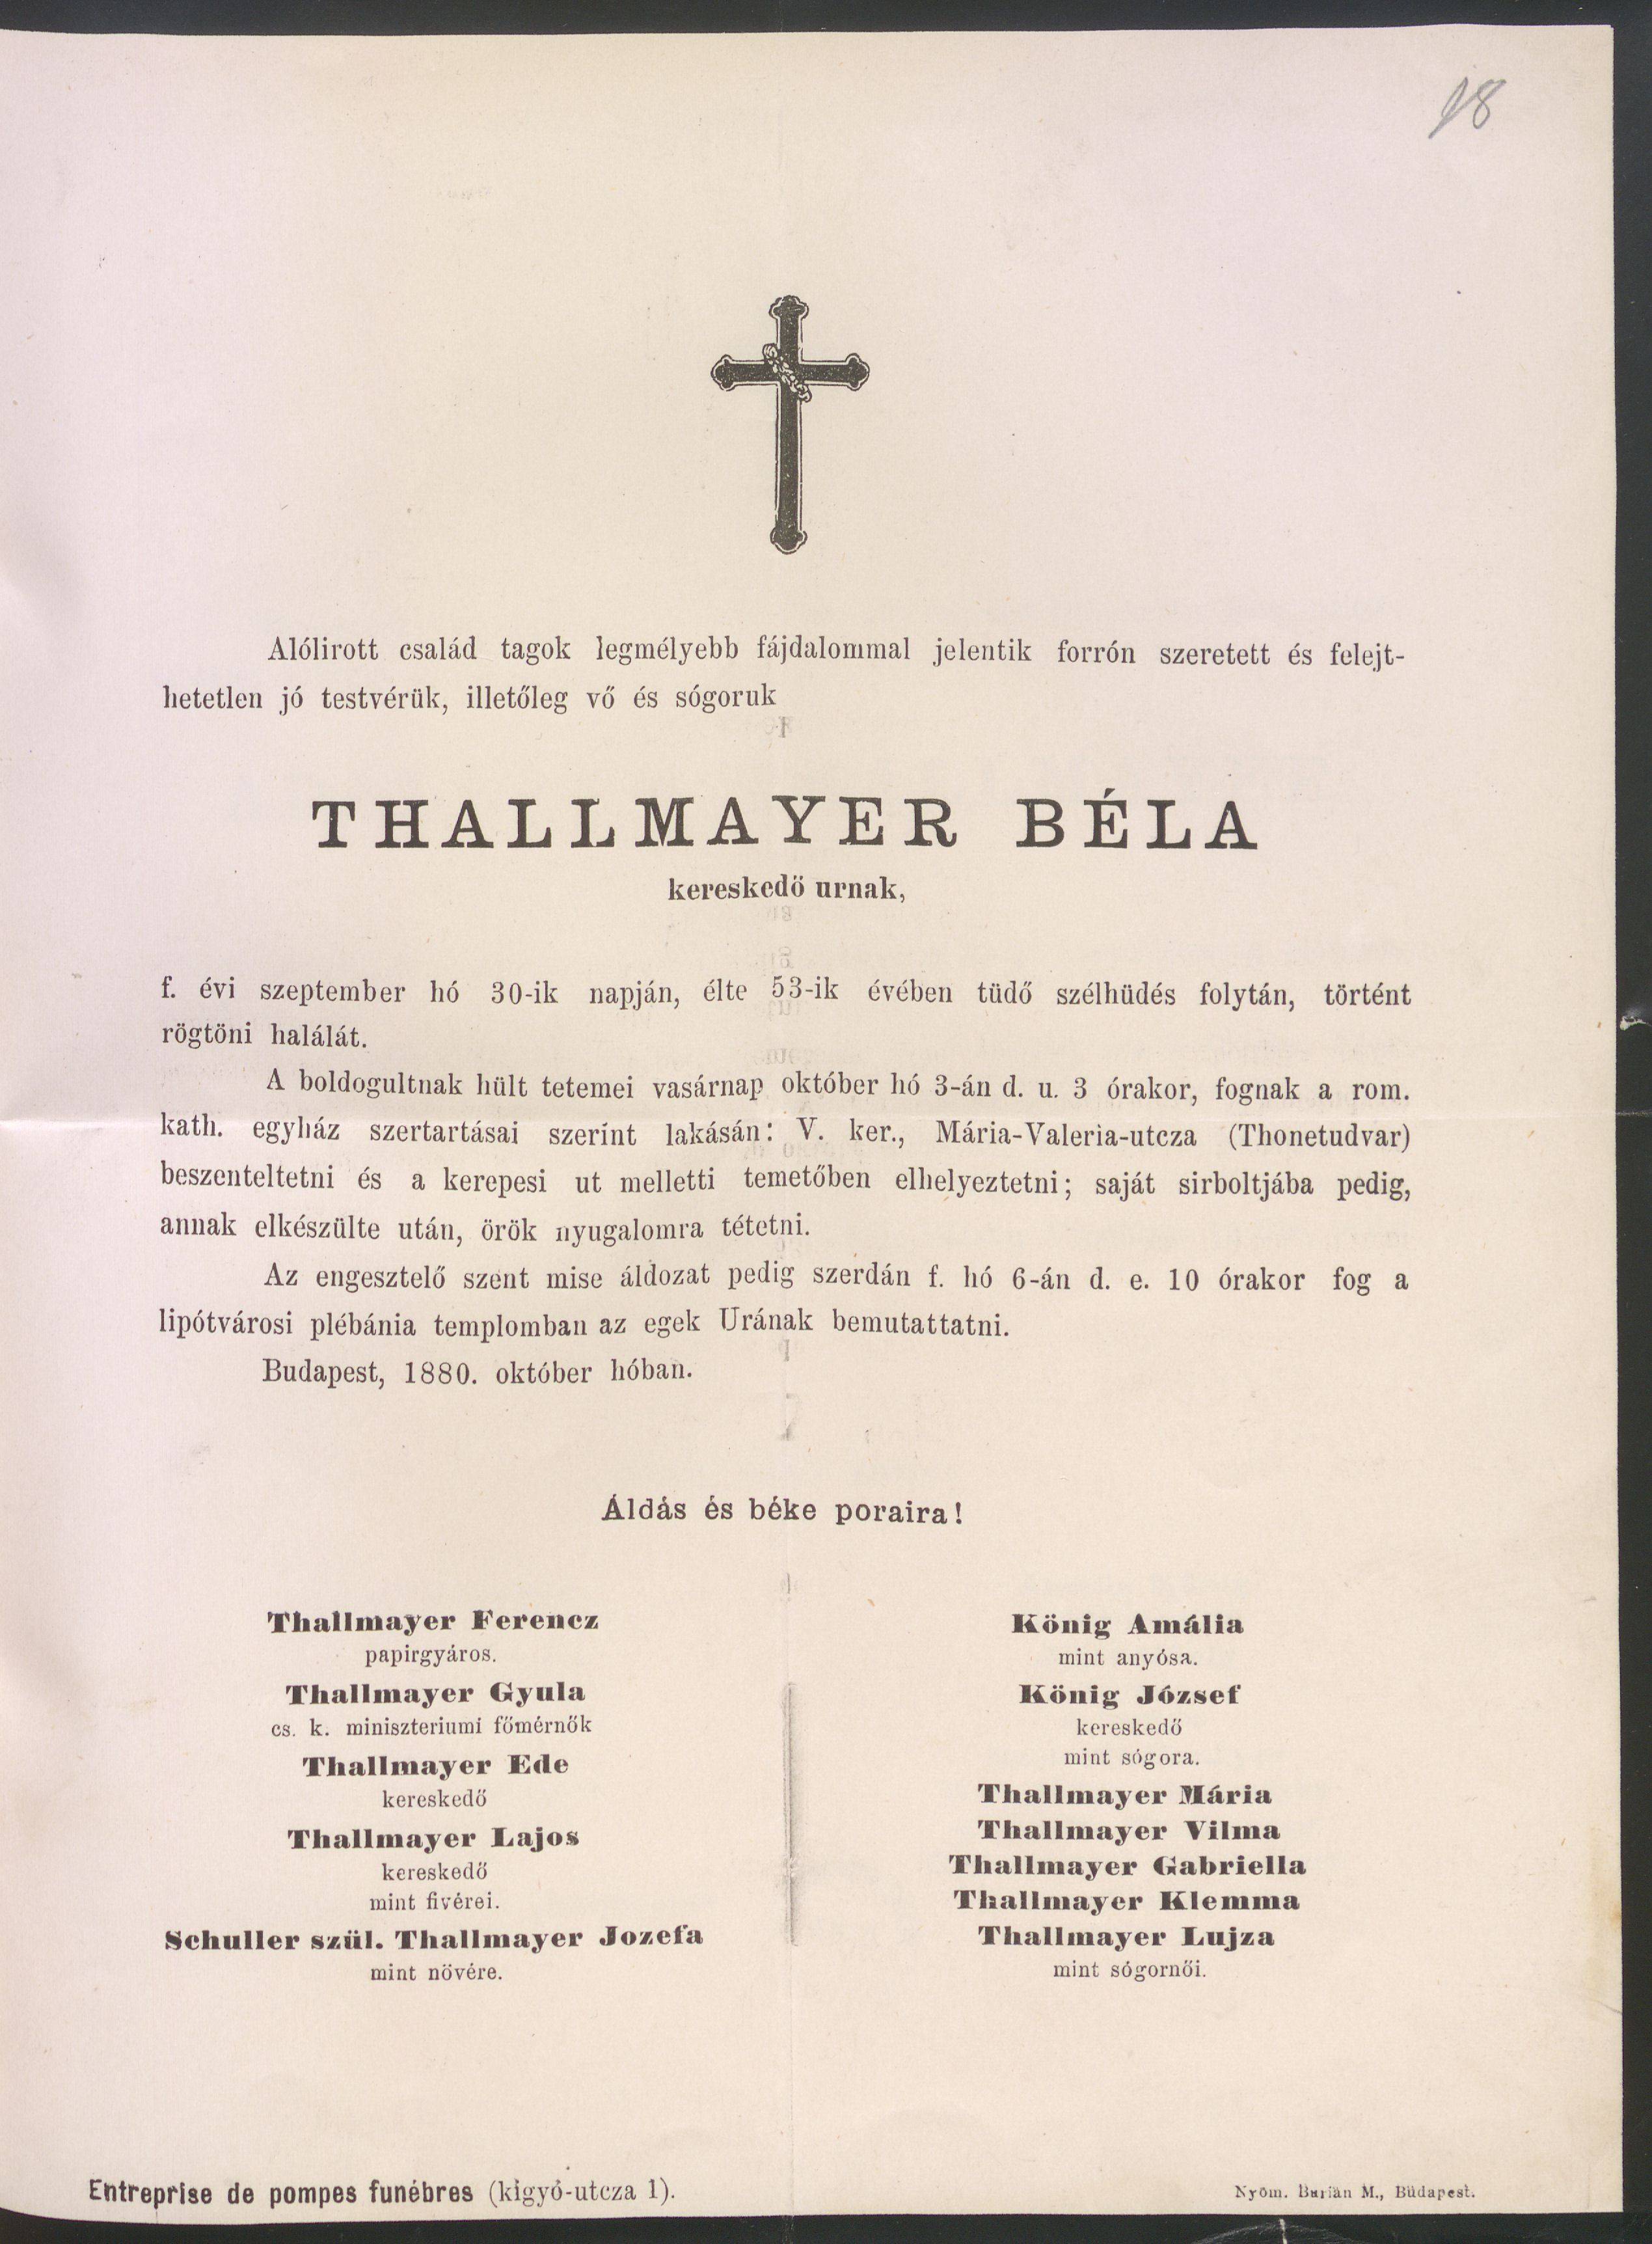 18
Alólirott család tagok legmélyebb fájdalommal jelentik forrón szeretett és felejt-
hetetlen jó testvérük, illetőleg vő és sógoruk
THALLMAYER BÉLA
kereskedő urnak,
f. évi szeptember hó 30-ik napján, élte 53-ik évében tüdő szélhüdés folytán, történt
rögtöni halálát.
A boldogultnak hült tetemei vasárnap október hó 3-án d. u. 3 órakor, fognak a rom.
kath. egyház szertartásai szerint lakásán: V. ker., Mária-Valeria-utcza (Thonetudvar)
beszenteltetni és a kerepesi ut melletti temetőben elhelyeztetni; saját sirboltjába pedig,
annak elkészülte után, örök nyugalomra tétetni.
Az engesztelő szent mise áldozat pedig szerdán f. hó 6-án d. e. 10 órakor fog a
lipótvárosi plébánia templomban az egek Urának bemutattatni.
Budapest, 1880. október hóban.
Áldás és béke poraira!
Thallmayer Ferencz
papirgyáros.
Thallmayer Gyula
cs. k. miniszteriumi főmérnők
Thallmayer Ede
kereskedő
Thallmayer Lajos
kereskedő
mint fivérei.
Schuller szül. Thallmayer Jozefa
mint növére.
König Amália
mint anyósa.
König József
kereskedő
mint sógora.
Thallmayer Mária
Thallmayer Vilma
Thallmayer Gabriella
Thallmayer Klemma
Thallmayer Lujza
mint sógornői.
Entreprise de pompes funébres (kigyó-utcza 1).
Nyom. Burián M., Budapest.